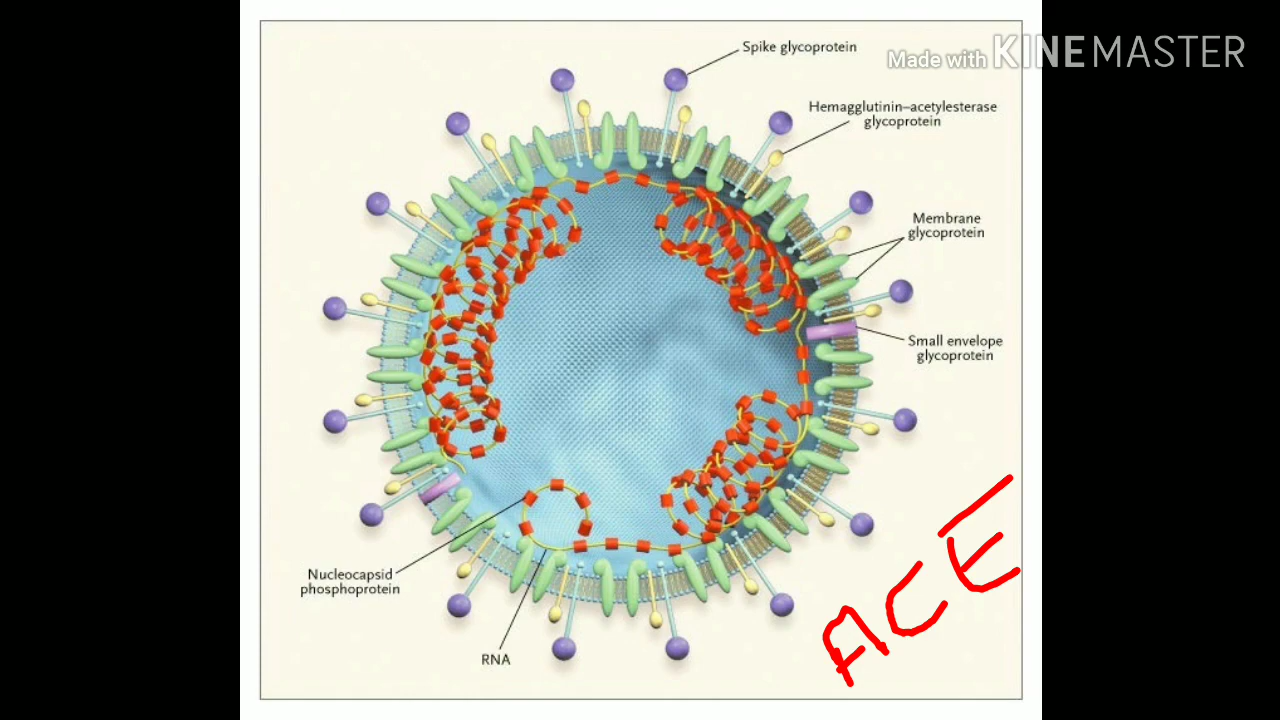 Spike glycoprotein
Made with KINEMASTER
Hemagglutinin–acetylesterase
glycoprotein
Membrane
glycoprotein
Small envelope
glycoprotein
Nucleocapsid
phosphoprotein
RNA
ACE